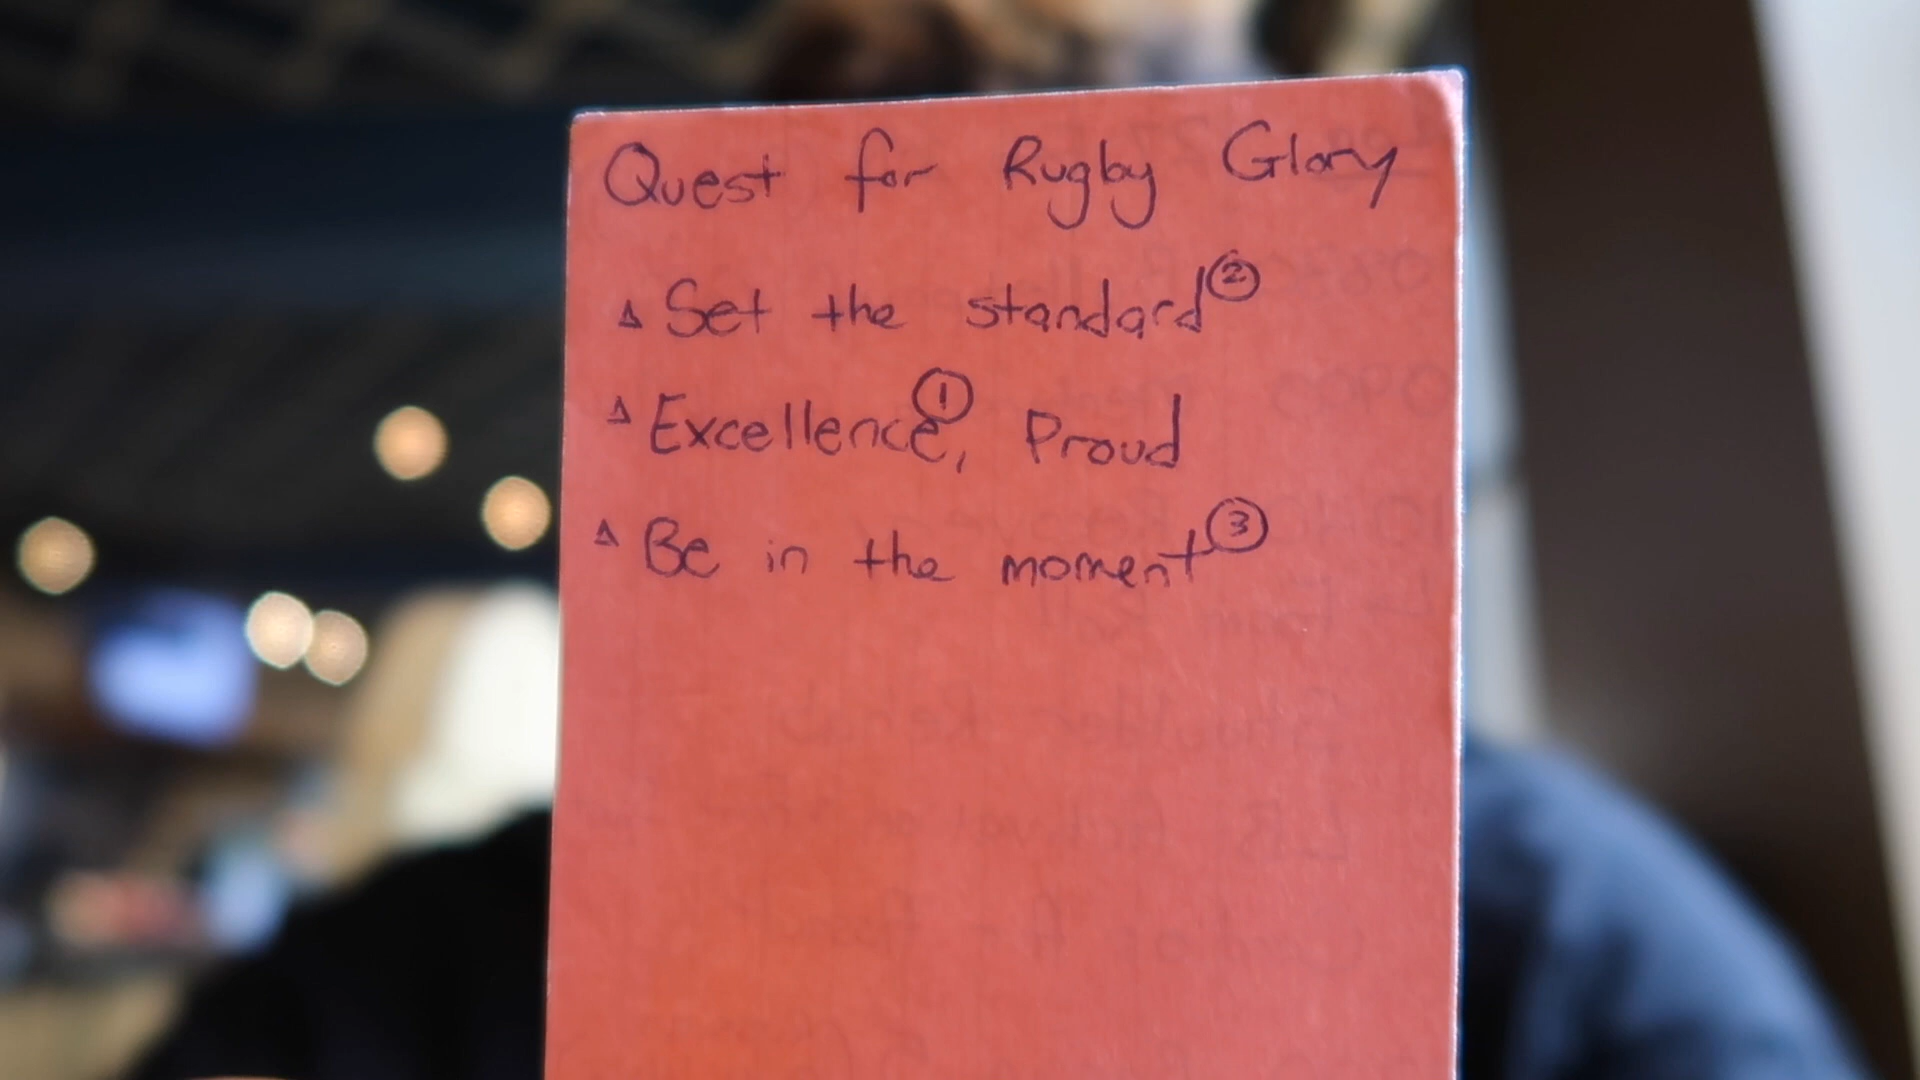 Quest for Rugby Glory
△ Set the standard ②
△ Excellence ①, Proud
△ Be in the moment ③